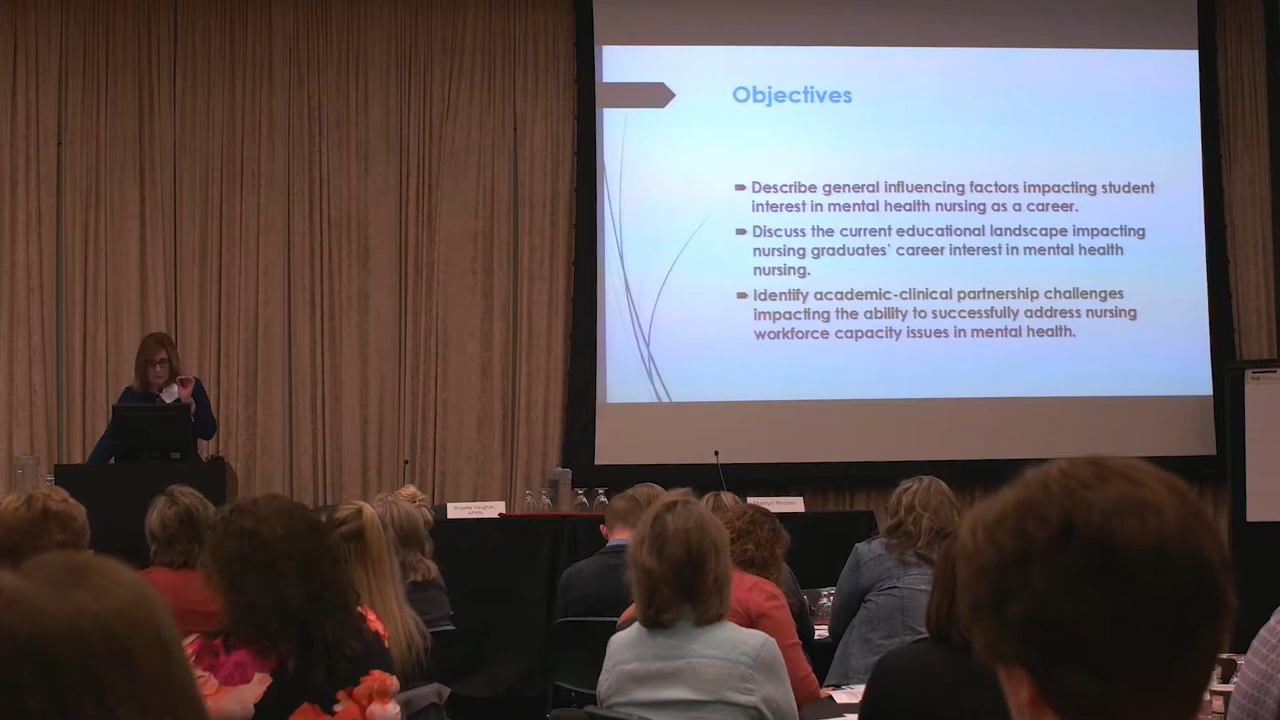 Objectives
Describe general influencing factors impacting student
interest in mental health nursing as a career.
Discuss the current educational landscape impacting
nursing graduates' career interest in mental health
nursing.
Identify academic-clinical partnership challenges
impacting the ability to successfully address nursing
workforce capacity issues in mental health.
APRN